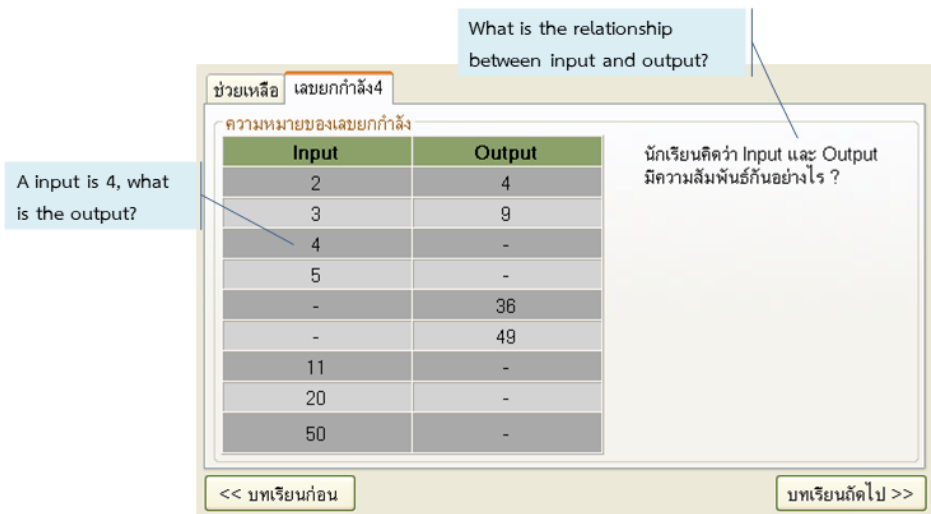 What is the relationship
between input and output?
ช่วยเหลือ เลขยกกำลัง4
ความหมายของเลขยกกำลัง
Input Output
2 4
3 9
4 -
5 -
- 36
- 49
11 -
20 -
50 -
นักเรียนคิดว่า Input และ Output
มีความสัมพันธ์กันอย่างไร ?
A input is 4, what
is the output?
<< บทเรียนก่อน
บทเรียนถัดไป >>